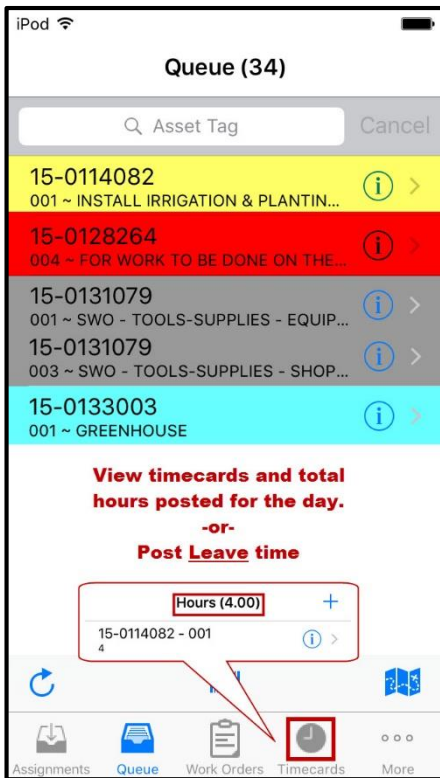 iPod
Queue (34)
Asset Tag
Cancel
15-0114082
001 ~ INSTALL IRRIGATION & PLANTIN...
15-0128264
004 ~ FOR WORK TO BE DONE ON THE...
15-0131079
001 ~ SWO - TOOLS-SUPPLIES - EQUIP...
15-0131079
003 ~ SWO - TOOLS-SUPPLIES - SHOP...
15-0133003
001 ~ GREENHOUSE
View timecards and total
hours posted for the day.
-or-
Post Leave time
Hours (4.00)
15-0114082 - 001
4
Assignments Queue Work Orders Timecards More